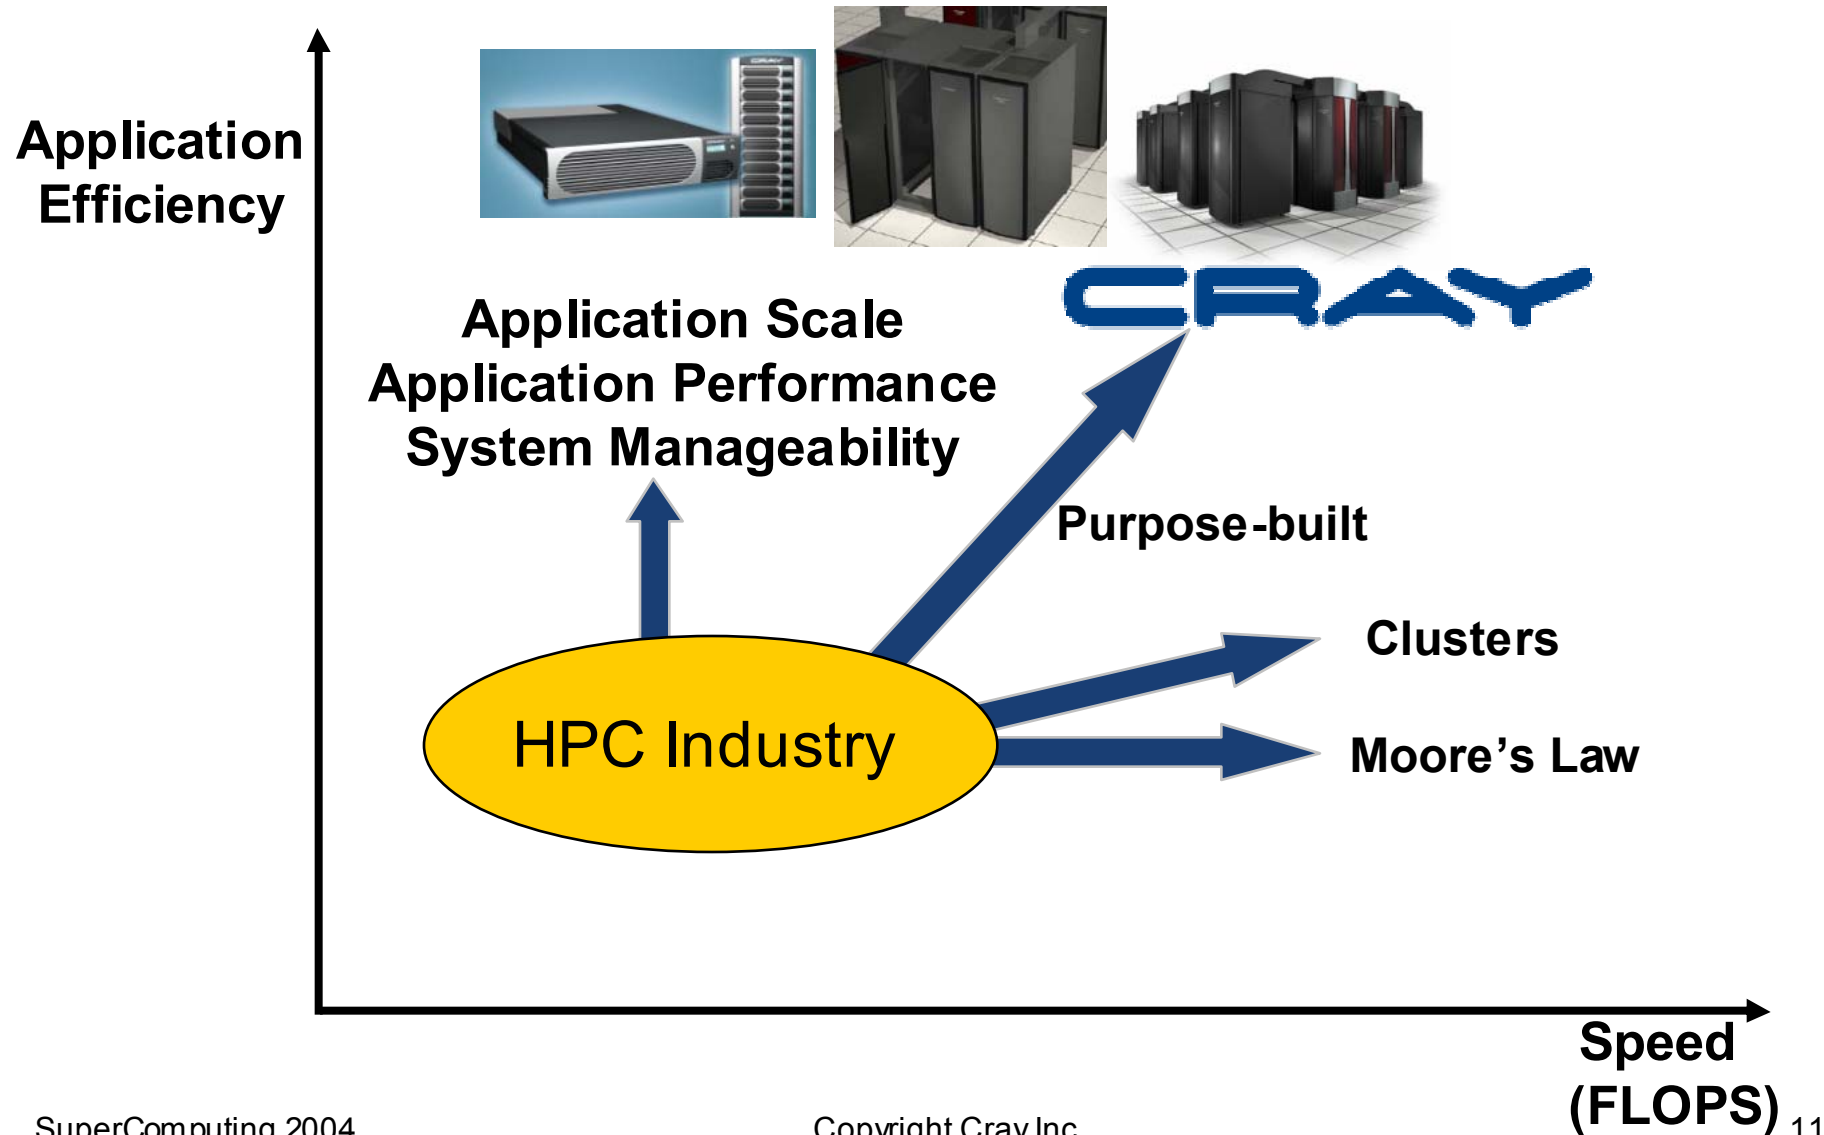 Application
Efficiency
CRAY
Application Scale
Application Performance
System Manageability
Purpose-built
Clusters
HPC Industry
Moore’s Law
Speed
(FLOPS)
SuperComputing 2004
Copyright Cray Inc
11